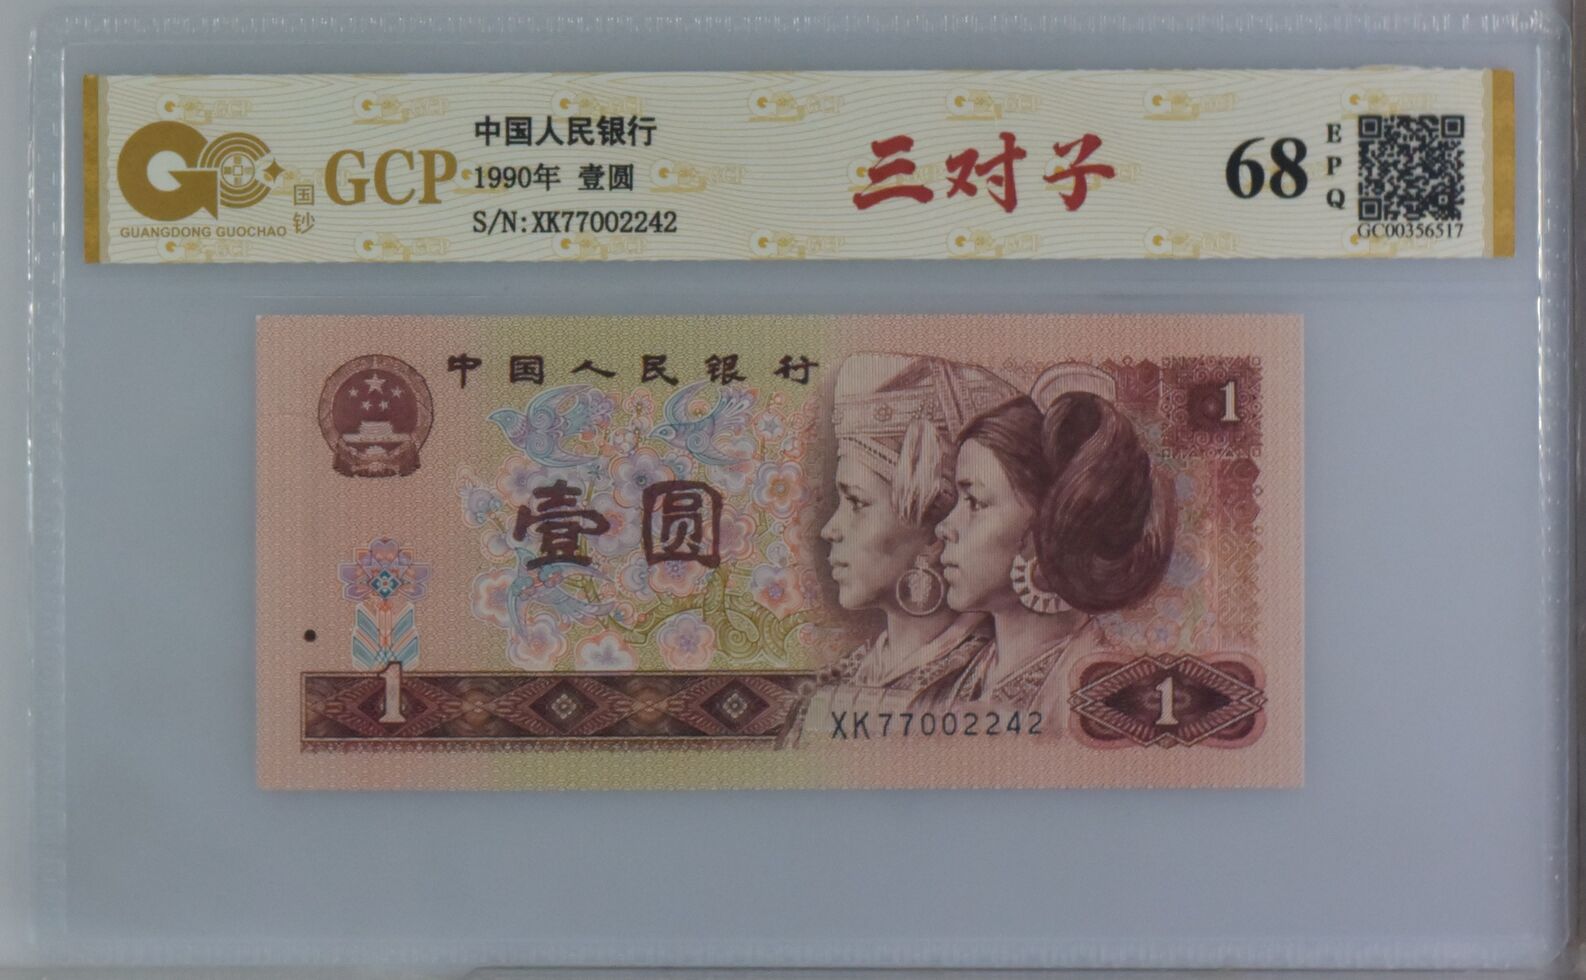 中国人民银行
1990年 壹圆
S/N:XK77002242
GCP
国钞
GUANGDONG GUOCHAO
三对子
68
EPQ
GC00356517
中国人民银行
1
壹圆
1
XK77002242
1